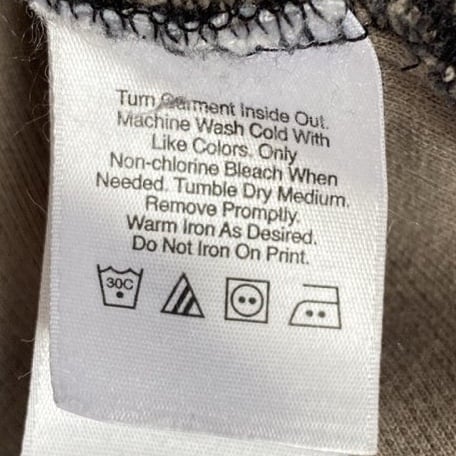 Turn Garment Inside Out.
Machine Wash Cold With
Like Colors. Only
Non-chlorine Bleach When
Needed. Tumble Dry Medium.
Remove Promptly.
Warm Iron As Desired.
Do Not Iron On Print.
30C